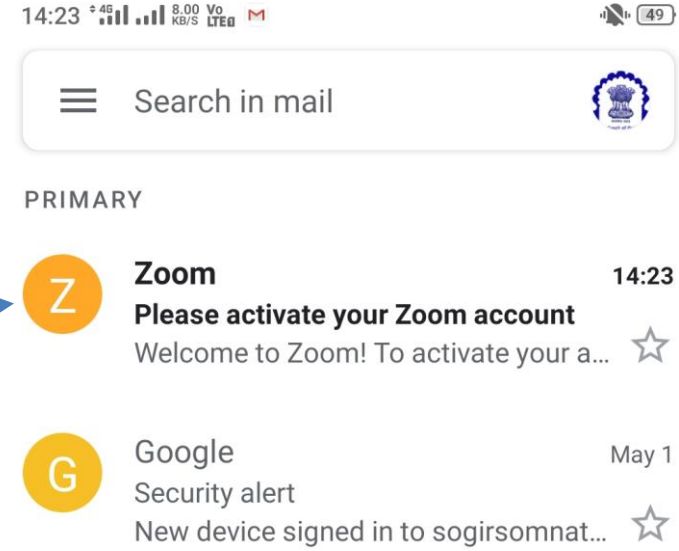 14:23 4G 8.00 KB/S Vo LTE 49
Search in mail
PRIMARY
Z Zoom 14:23
Please activate your Zoom account
Welcome to Zoom! To activate your a...
G Google May 1
Security alert
New device signed in to sogirsomnat...